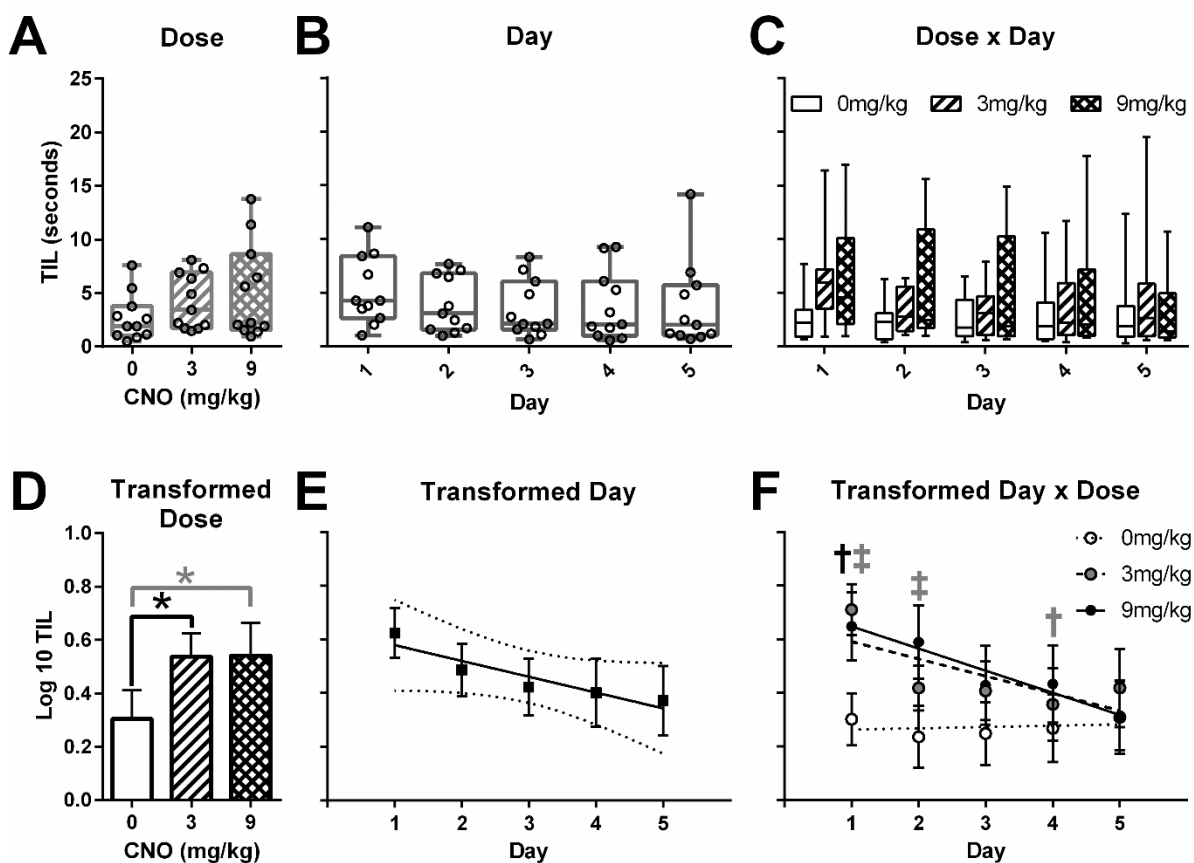 A
Dose
B
Day
C
Dose x Day
TIL (seconds)
25
20
15
10
5
0
0mg/kg
3mg/kg
9mg/kg
0 3 9
CNO (mg/kg)
1 2 3 4 5
Day
1 2 3 4 5
Day
D
Transformed
Dose
E
Transformed Day
F
Transformed Day x Dose
Log 10 TIL
1.0
0.8
0.6
0.4
0.2
0.0
*
*
†‡
‡
†
0mg/kg
3mg/kg
9mg/kg
0 3 9
CNO (mg/kg)
1 2 3 4 5
Day
1 2 3 4 5
Day